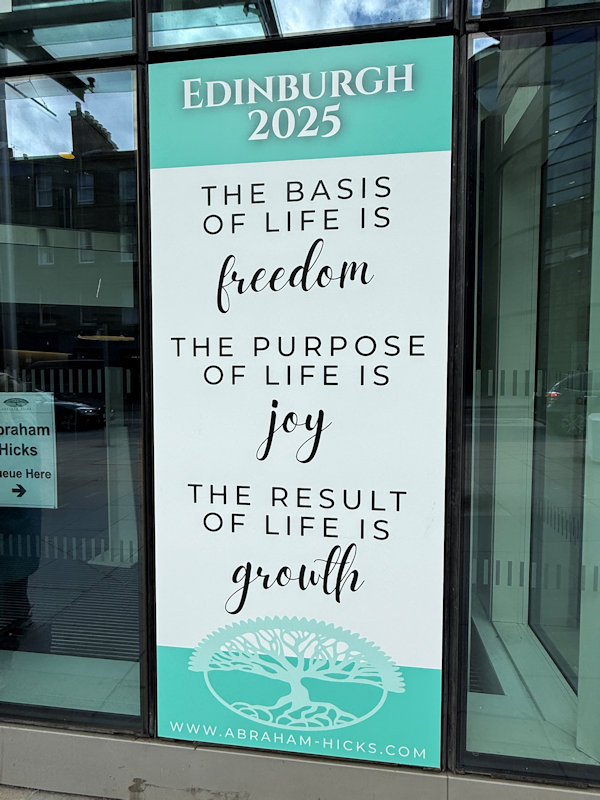 EDINBURGH
2025
THE BASIS
OF LIFE IS
freedom
THE PURPOSE
OF LIFE IS
joy
THE RESULT
OF LIFE IS
growth
WWW.ABRAHAM-HICKS.COM
braham
Hicks
ueue Here
→